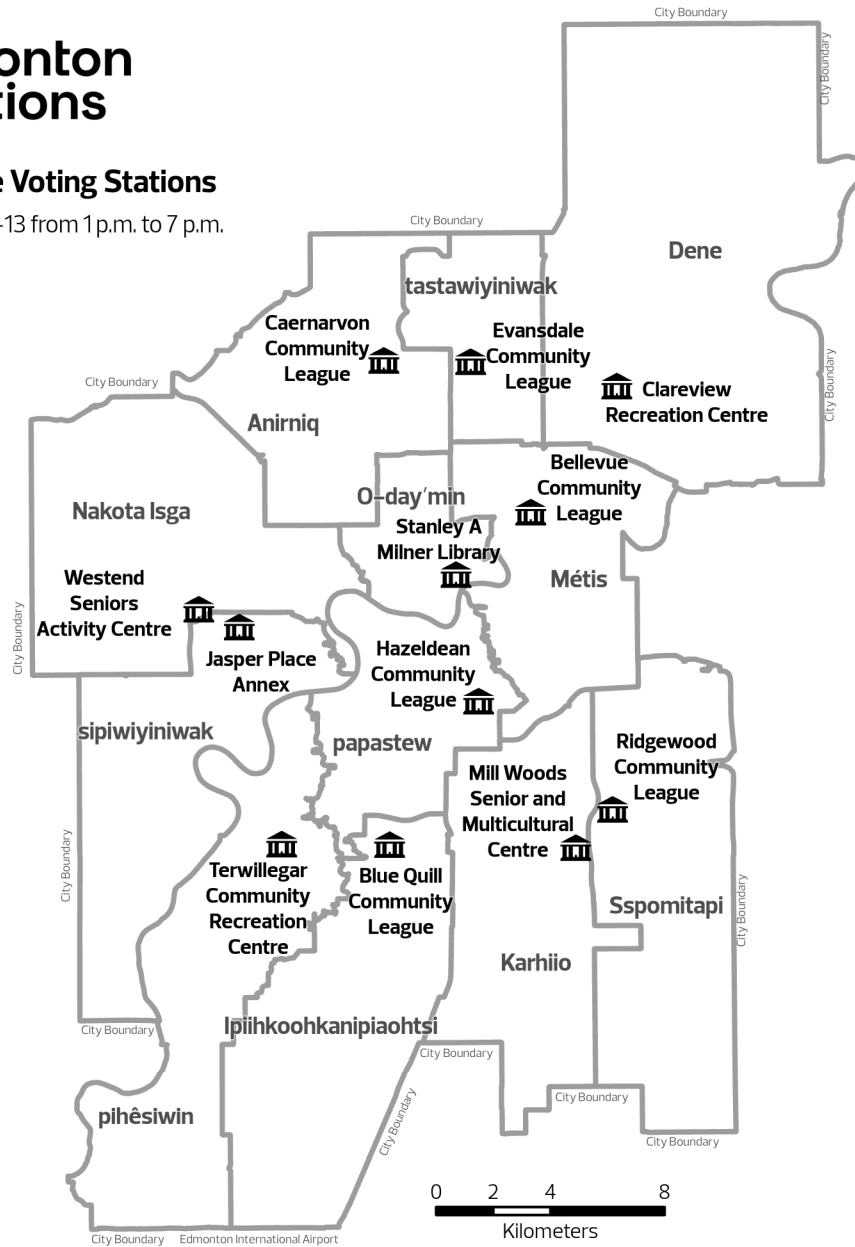 onton
tions
e Voting Stations
-13 from 1 p.m. to 7 p.m.
City Boundary
City Boundary
City Boundary
Dene
tastawiyiniwak
Caernarvon
Community
League
Evansdale
Community
League
City Boundary
City Boundary
Clareview
Recreation Centre
Anirniq
Bellevue
Community
League
O-day'min
Nakota Isga
Stanley A
Milner Library
Métis
Westend
Seniors
Activity Centre
City Boundary
Jasper Place
Annex
Hazeldean
Community
League
sipiwiyiniwak
papastew
Ridgewood
Community
League
Mill Woods
Senior and
Multicultural
Centre
City Boundary
Terwillegar
Community
Recreation
Centre
Blue Quill
Community
League
Sspomitapi
City Boundary
Karhiio
City Boundary
Ipiihkoohkanipiaohtsi
City Boundary
City Boundary
City Boundary
pihêsiwin
City Boundary
0 2 4 8
Kilometers
City Boundary
Edmonton International Airport